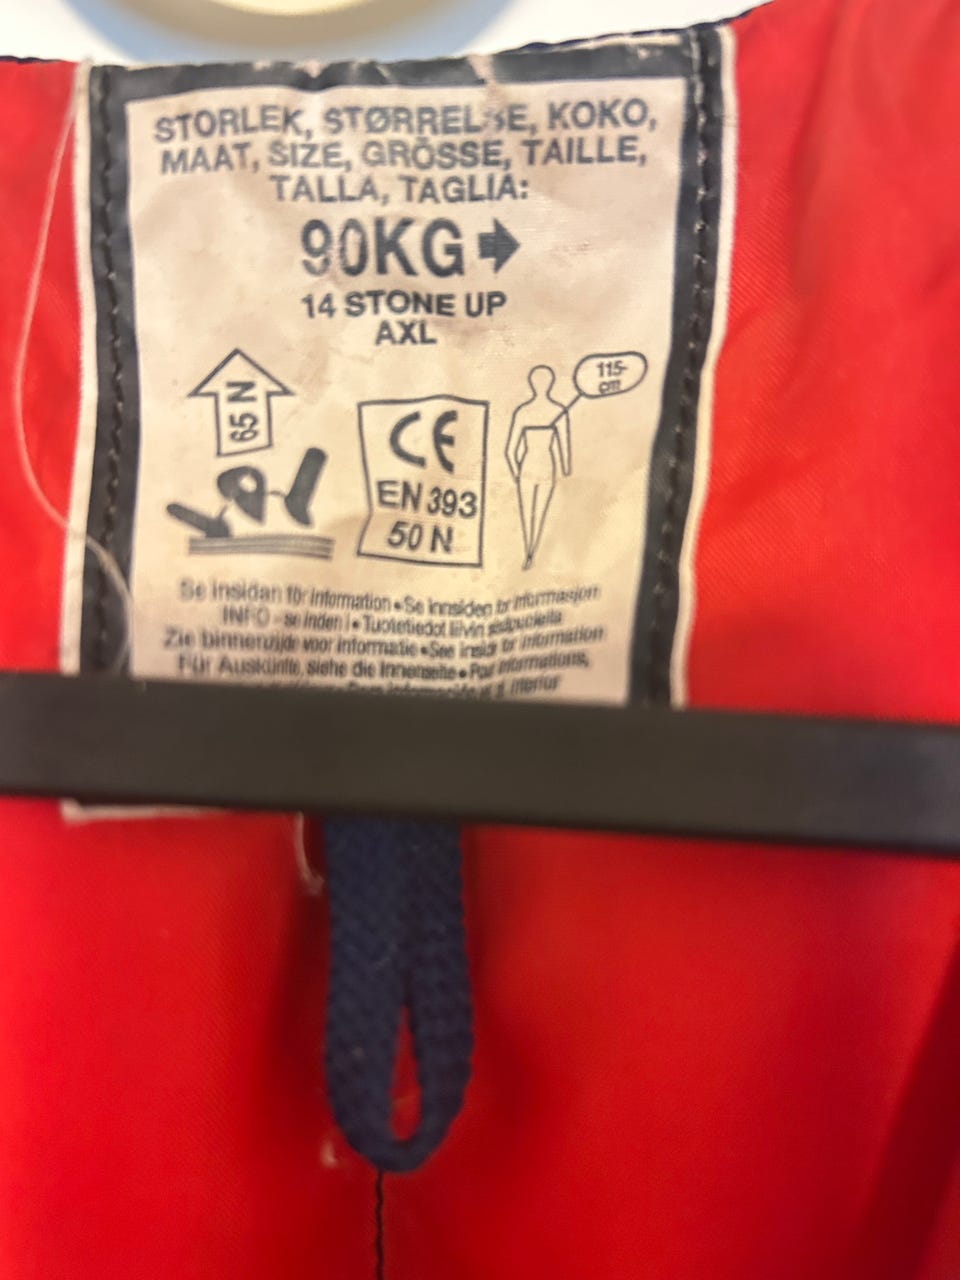 STORLEK, STØRRELSE, KOKO,
MAAT, SIZE, GRÖSSE, TAILLE,
TALLA, TAGLIA:
90KG
14 STONE UP
AXL
65 N
115-
cm
CE
EN 393
50 N
Se insidan för information • Se innsiden for informasjon
INFO - se inden i • Tuotetiedot liivin sisäpuolella
Zie binnenzijde voor informatie • See inside for information
Für Auskünfte, siehe die Innenseite • Pour informations,